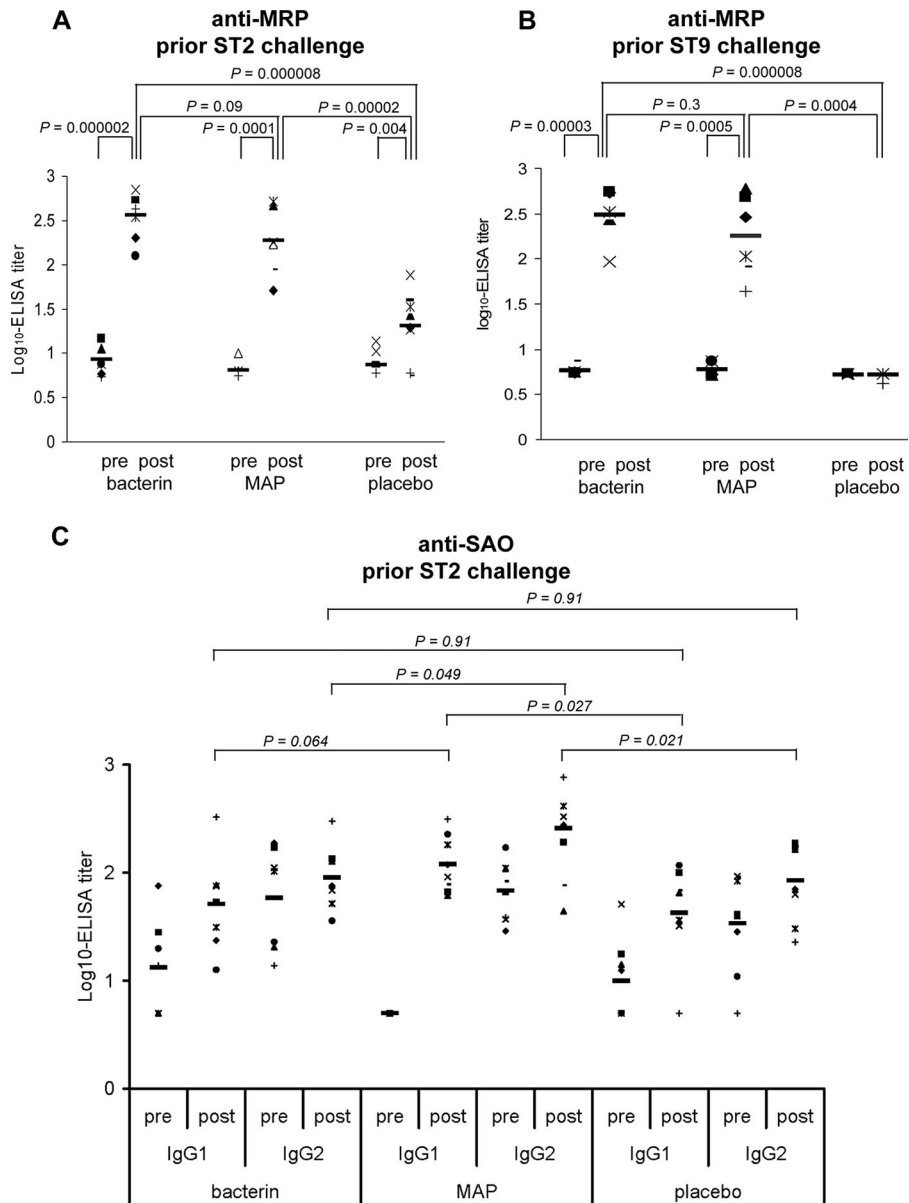 A
anti-MRP
prior ST2 challenge
P = 0.000008
P = 0.09
P = 0.00002
P = 0.000002
P = 0.0001
P = 0.004
3
2.5
2
1.5
1
0.5
0
Log10-ELISA titer
pre post
pre post
pre post
bacterin
MAP
placebo
B
anti-MRP
prior ST9 challenge
P = 0.000008
P = 0.3
P = 0.0004
P = 0.00003
P = 0.0005
3
2.5
2
1.5
1
0.5
0
log10-ELISA titer
pre post
pre post
pre post
bacterin
MAP
placebo
C
anti-SAO
prior ST2 challenge
P = 0.91
P = 0.91
P = 0.049
P = 0.027
P = 0.064
P = 0.021
3
2
1
0
Log10-ELISA titer
pre post pre post pre post pre post pre post pre post
IgG1 IgG2 IgG1 IgG2 IgG1 IgG2
bacterin MAP placebo